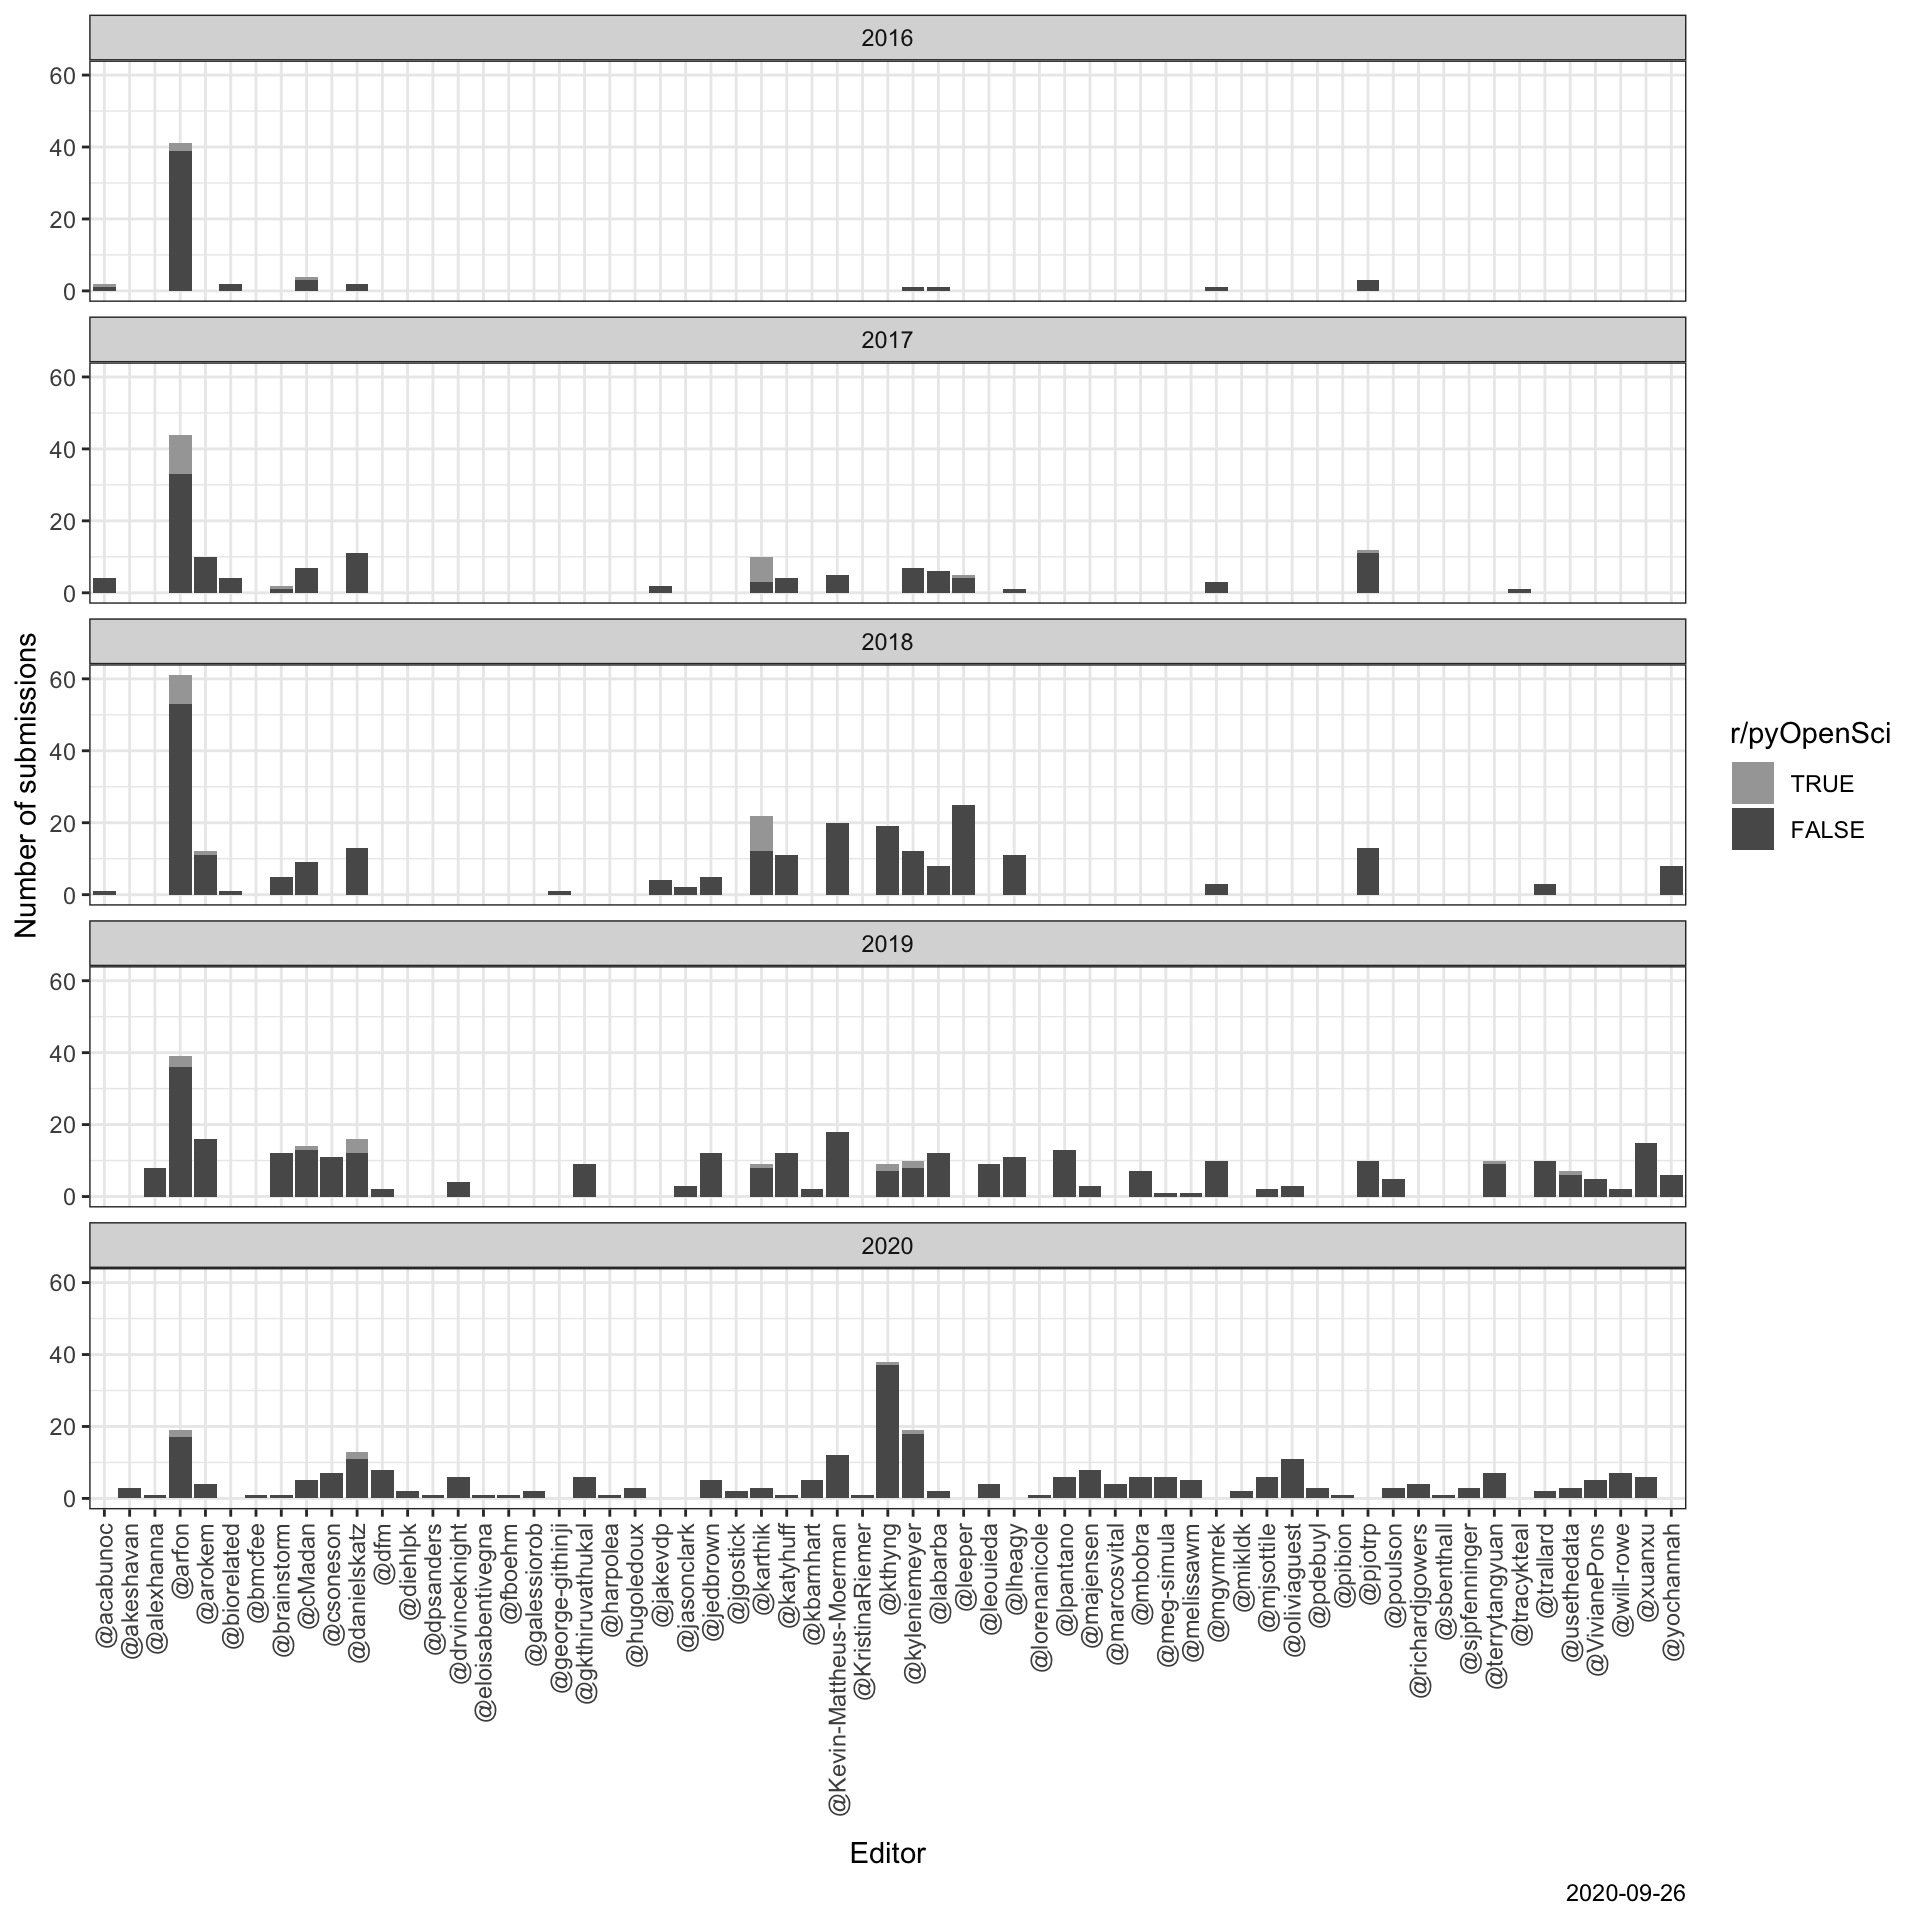 2016
60
40
20
0
2017
60
40
20
0
2018
60
40
20
0
2019
60
40
20
0
2020
60
40
20
0
Number of submissions
@acabunoc
@akeshavan
@alexhanna
@arfon
@arokem
@biorelated
@bmcfee
@brainstorm
@cMadan
@csoneson
@danielskatz
@dfm
@diehlpk
@dpsanders
@drvinceknight
@eloisabentivegna
@fboehm
@galessiorob
@george-githinji
@gkthiruvathukal
@harpolea
@hugoledoux
@jakevdp
@jasonclark
@jedbrown
@jgostick
@karthik
@katyhuff
@kbarnhart
@Kevin-Mattheus-Moerman
@KristinaRiemer
@kthyng
@kyleniemeyer
@labarba
@leeper
@leouieda
@lheagy
@lorenanicole
@lpantano
@majensen
@marcosvital
@mbobra
@meg-simula
@melissawm
@mgymrek
@mikldk
@mjsottile
@oliviaguest
@pdebuyl
@pibion
@pjotrp
@poulson
@richardjgowers
@sbenthall
@sjpfenninger
@terrytangyuan
@tracykteal
@trallard
@usethedata
@VivianePons
@will-rowe
@xuanxu
@yochannah
Editor
r/pyOpenSci
TRUE
FALSE
2020-09-26